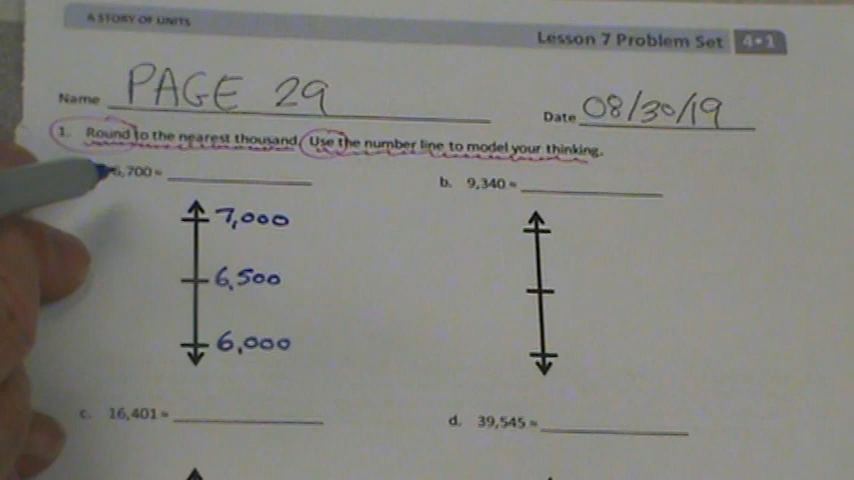 A STORY OF UNITS
Lesson 7 Problem Set 4•1
Name PAGE 29 Date 08/30/19
1. Round to the nearest thousand. Use the number line to model your thinking.
6,700 ≈ b. 9,340 ≈
7,000
6,500
6,000
c. 16,401 ≈ d. 39,545 ≈